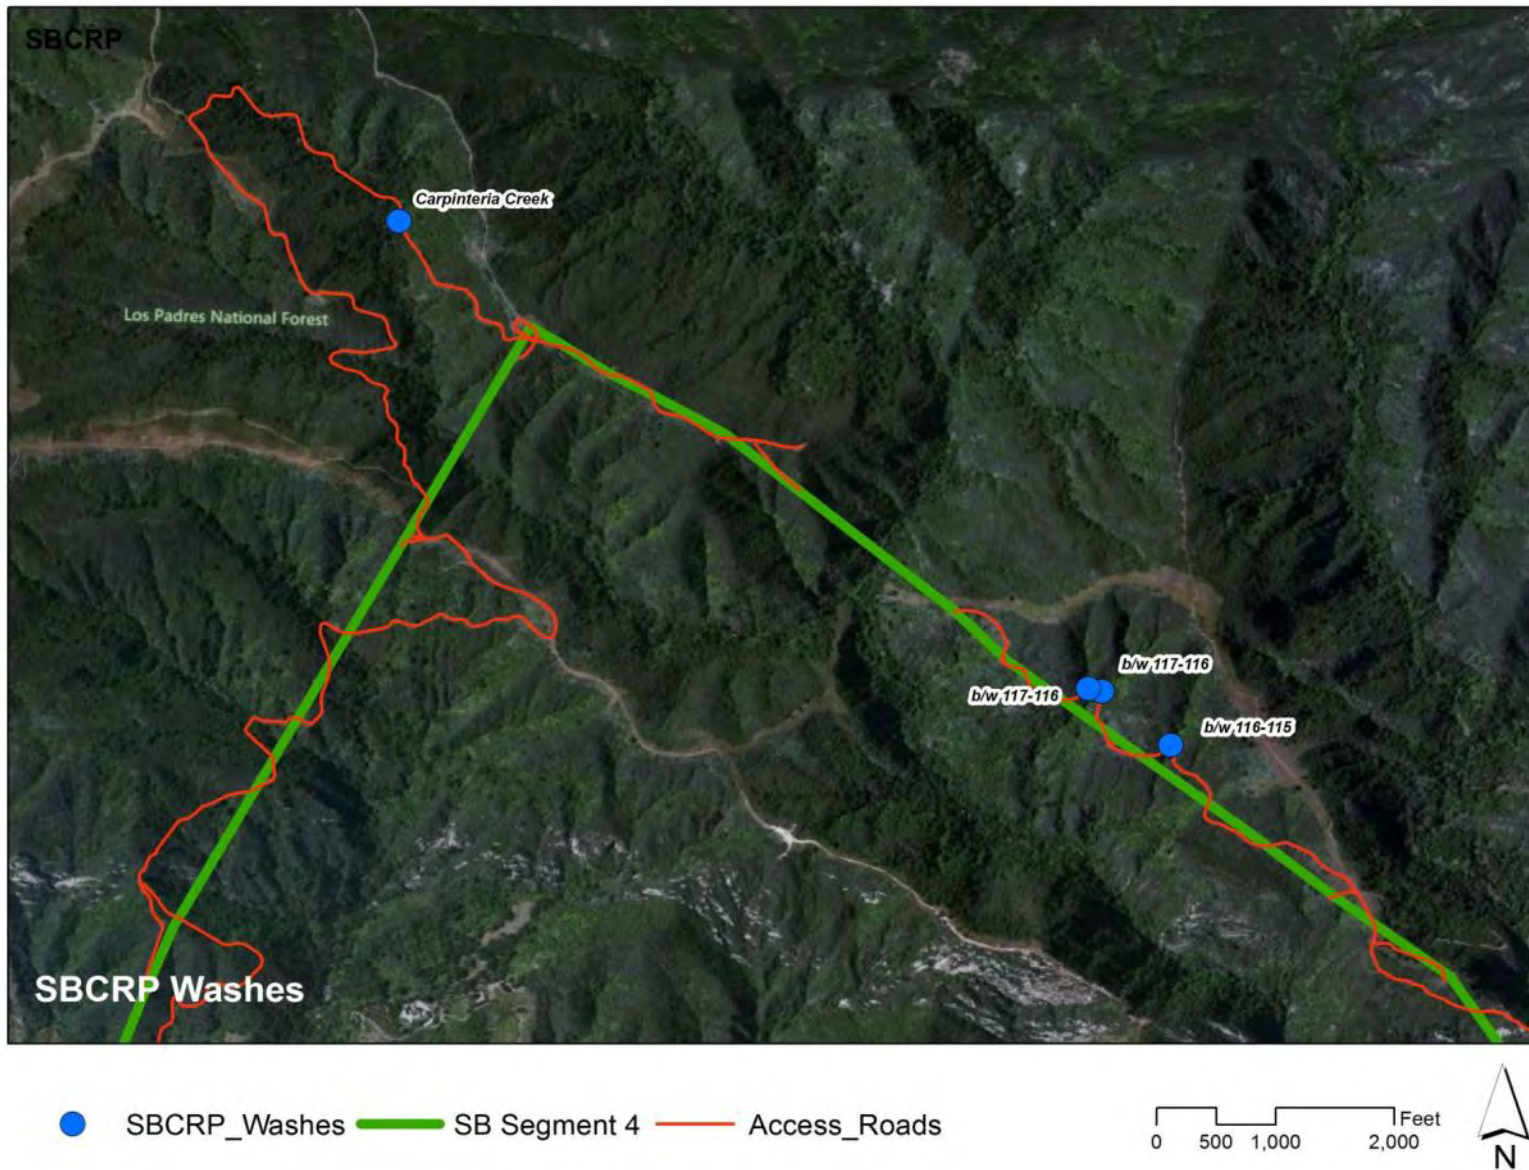 SBCRP
Carpinteria Creek
Los Padres National Forest
b/w 117-116
b/w 117-116
b/w 116-115
SBCRP Washes
SBCRP_Washes
SB Segment 4
Access_Roads
Feet
0 500 1,000 2,000
N